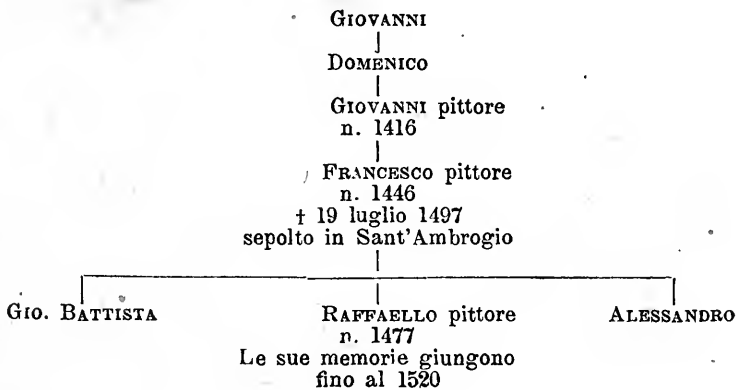 GIOVANNI
DOMENICO
GIOVANNI pittore
n. 1416
FRANCESCO pittore
n. 1446
† 19 luglio 1497
sepolto in Sant'Ambrogio
GIO. BATTISTA RAFFAELLO pittore ALESSANDRO
n. 1477
Le sue memorie giungono
fino al 1520